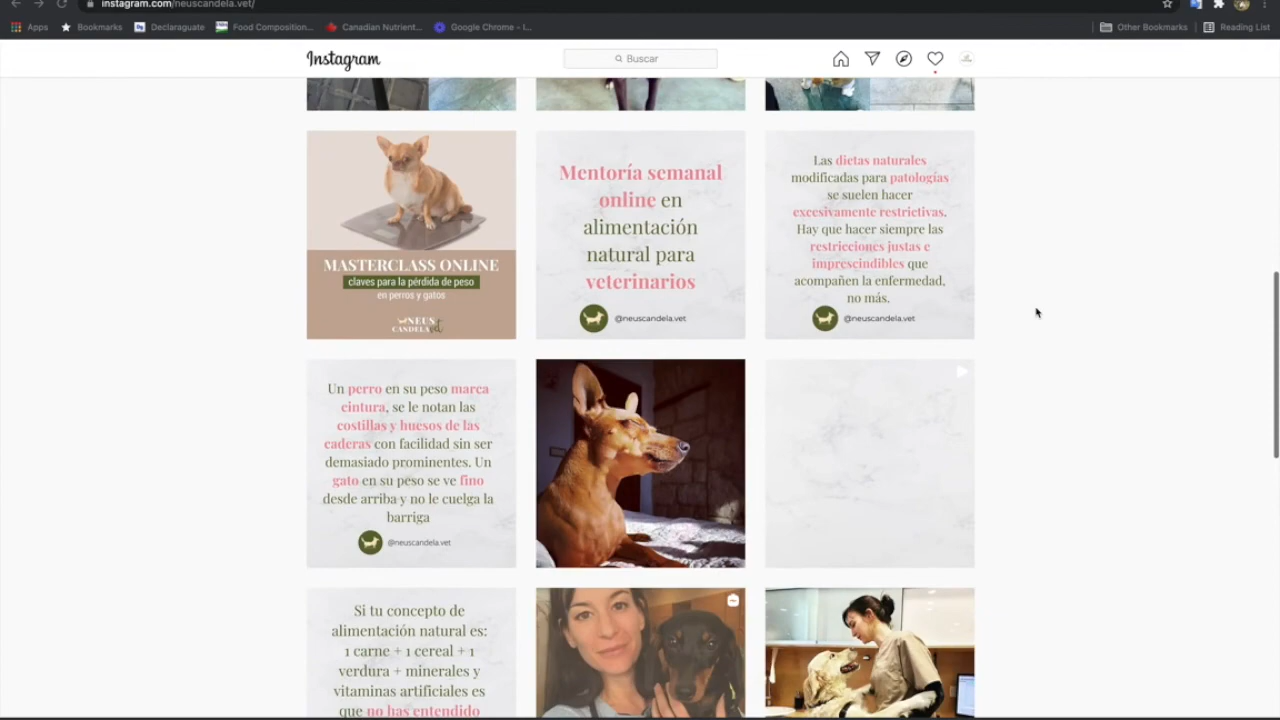 instagram.com/neuscandela.vet/
Apps
Bookmarks
Declaraguate
Food Composition...
Canadian Nutrient...
Google Chrome - I...
Other Bookmarks
Reading List
Instagram
Buscar
MASTERCLASS ONLINE
claves para la pérdida de peso
en perros y gatos
NEUS
CANDELA
Mentoría semanal
online en
alimentación
natural para
veterinarios
@neuscandela.vet
Las dietas naturales
modificadas para patologías
se suelen hacer
excesivamente restrictivas.
Hay que hacer siempre las
restricciones justas e
imprescindibles que
acompañen la enfermedad,
no más.
@neuscandela.vet
Un perro en su peso marca
cintura, se le notan las
costillas y huesos de las
caderas con facilidad sin ser
demasiado prominentes. Un
gato en su peso se ve fino
desde arriba y no le cuelga la
barriga
@neuscandela.vet
Si tu concepto de
alimentación natural es:
1 carne + 1 cereal + 1
verdura + minerales y
vitaminas artificiales es
que no has entendido